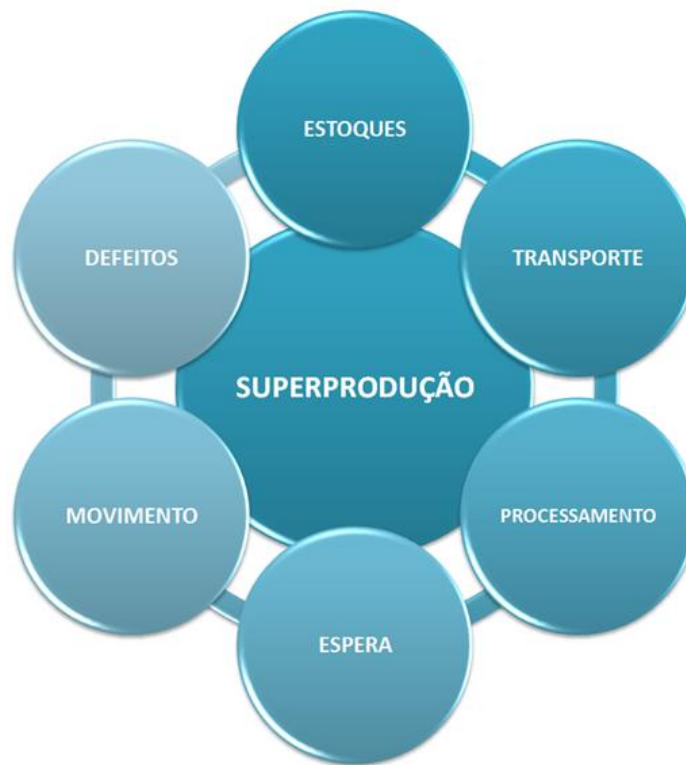 ESTOQUES
DEFEITOS
TRANSPORTE
SUPERPRODUÇÃO
MOVIMENTO
PROCESSAMENTO
ESPERA